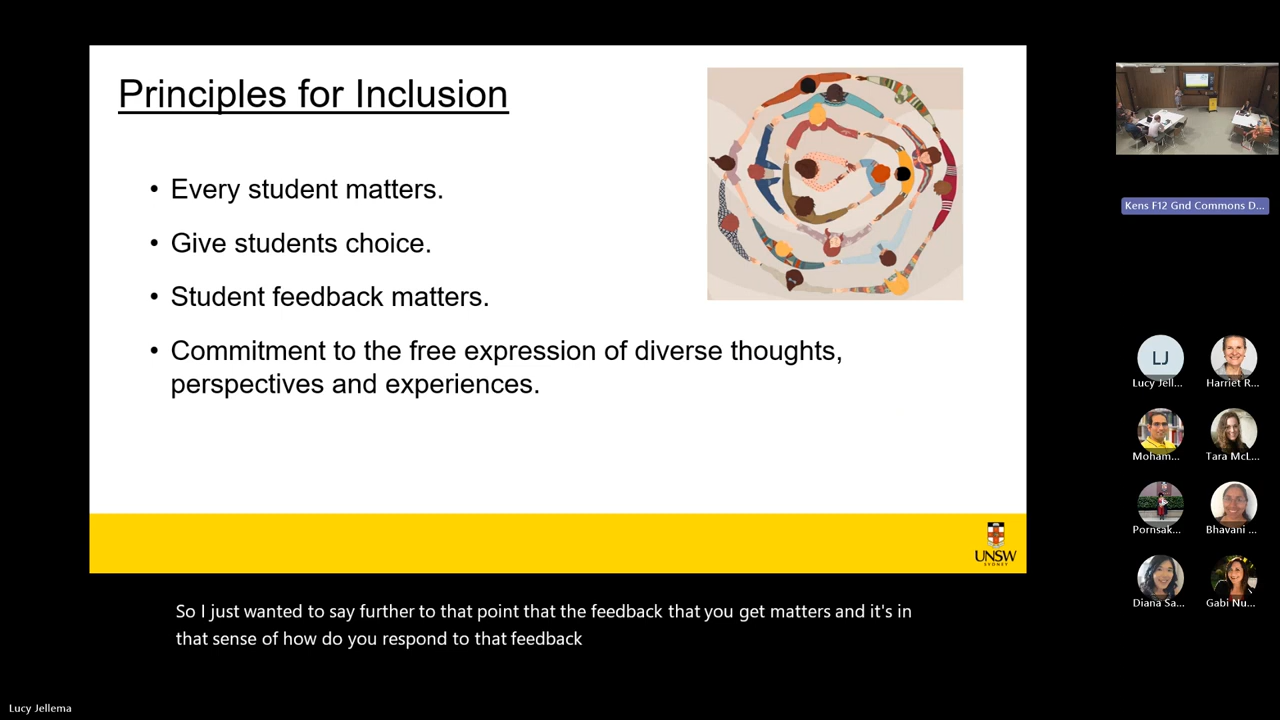 Principles for Inclusion
• Every student matters.
• Give students choice.
• Student feedback matters.
• Commitment to the free expression of diverse thoughts,
perspectives and experiences.
UNSW
SYDNEY
So I just wanted to say further to that point that the feedback that you get matters and it's in
that sense of how do you respond to that feedback
Lucy Jellema
Kens F12 Gnd Commons D...
LJ
Lucy Jell...
Harriet R...
Moham...
Tara McL...
Pornsak...
Bhavani ...
Diana Sa...
Gabi Nu...